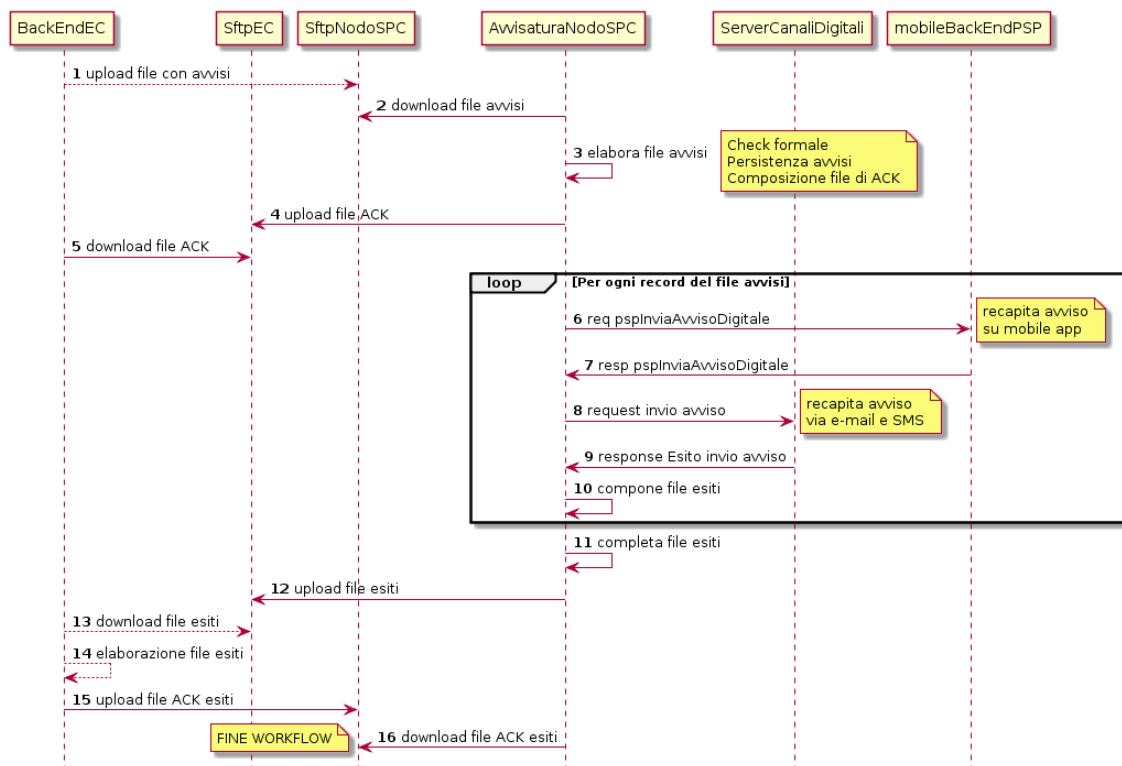 BackEndEC
SftpEC
SftpNodoSPC
AvvisaturaNodoSPC
ServerCanaliDigitali
mobileBackEndPSP
1 upload file con avvisi
2 download file avvisi
3 elabora file avvisi
Check formale
Persistenza avvisi
Composizione file di ACK
4 upload file ACK
5 download file ACK
loop
[Per ogni record del file avvisi]
6 req pspInviaAvvisoDigitale
recapita avviso
su mobile app
7 resp pspInviaAvvisoDigitale
8 request invio avviso
recapita avviso
via e-mail e SMS
9 response Esito invio avviso
10 compone file esiti
11 completa file esiti
12 upload file esiti
13 download file esiti
14 elaborazione file esiti
15 upload file ACK esiti
FINE WORKFLOW
16 download file ACK esiti